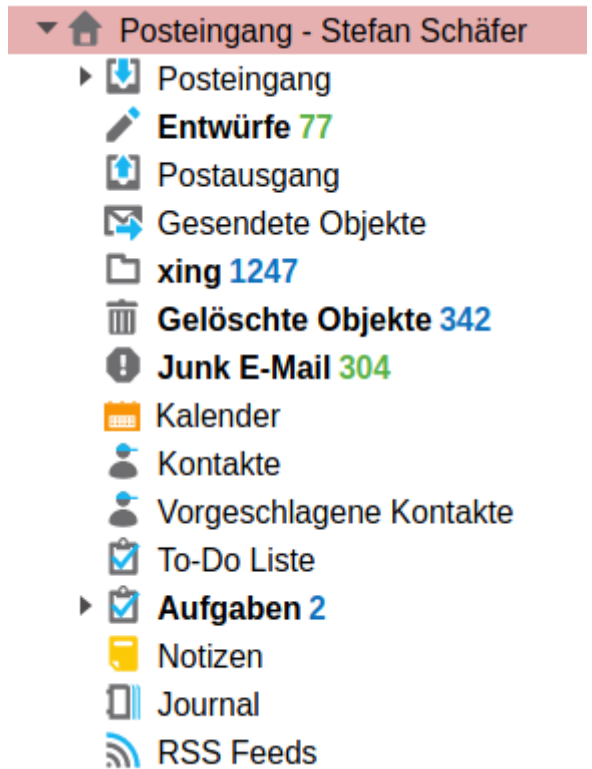 Posteingang - Stefan Schäfer
Posteingang
Entwürfe 77
Postausgang
Gesendete Objekte
xing 1247
Gelöschte Objekte 342
Junk E-Mail 304
Kalender
Kontakte
Vorgeschlagene Kontakte
To-Do Liste
Aufgaben 2
Notizen
Journal
RSS Feeds